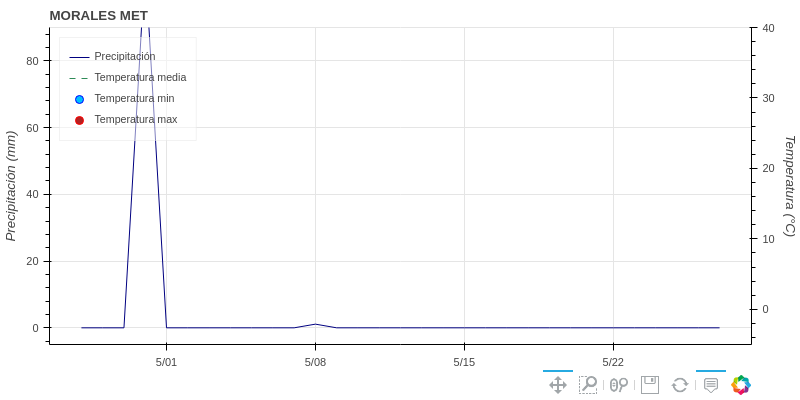 MORALES MET
Precipitación
Temperatura media
Temperatura min
Temperatura max
Precipitación (mm)
80
60
40
20
0
Temperatura (°C)
40
30
20
10
0
5/01 5/08 5/15 5/22